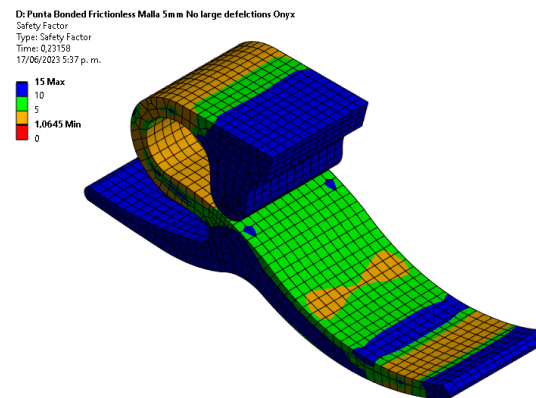 D: Punta Bonded Frictionless Malla 5mm No large defelctions Onyx
Safety Factor
Type: Safety Factor
Time: 0,23158
17/06/2023 5:37 p. m.
15 Max
10
5
1,0645 Min
0